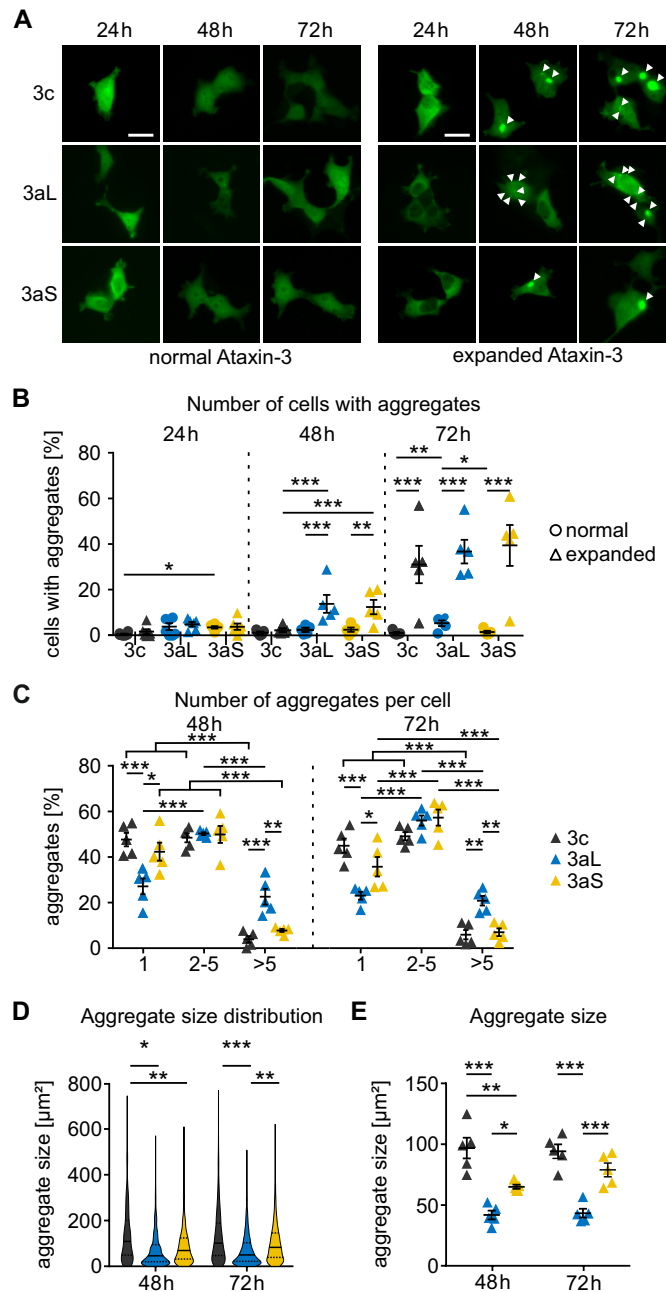 A
24h 48h 72h 24h 48h 72h
3c
3aL
3aS
normal Ataxin-3 expanded Ataxin-3
B
Number of cells with aggregates
24h 48h 72h
cells with aggregates [%]
80
60
40
20
0
** *
*** *** *** ***
*** ***
*** **
*
3c 3aL 3aS 3c 3aL 3aS 3c 3aL 3aS
normal
expanded
C
Number of aggregates per cell
48h 72h
aggregates [%]
80
60
40
20
0
*** *** *** *** *** * *** *** ** ***
*** *** *** *** *** *** *** * ** **
1 2-5 >5 1 2-5 >5
3c
3aL
3aS
D
Aggregate size distribution
aggregate size [µm²]
800
600
400
200
0
* ***
** **
48h 72h
E
Aggregate size
aggregate size [µm²]
150
100
50
0
*** ***
**
* ***
48h 72h